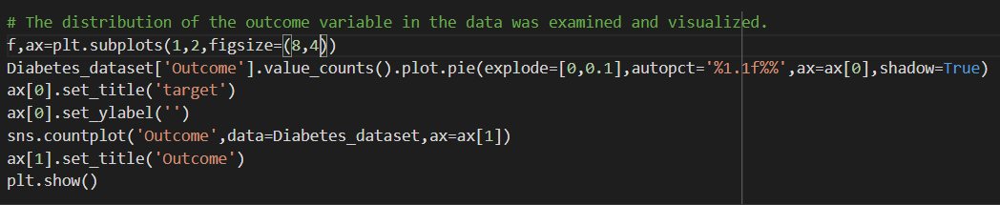 # The distribution of the outcome variable in the data was examined and visualized.
f,ax=plt.subplots(1,2,figsize=(8,4))
Diabetes_dataset['Outcome'].value_counts().plot.pie(explode=[0,0.1],autopct='%1.1f%%',ax=ax[0],shadow=True)
ax[0].set_title('target')
ax[0].set_ylabel('')
sns.countplot('Outcome',data=Diabetes_dataset,ax=ax[1])
ax[1].set_title('Outcome')
plt.show()